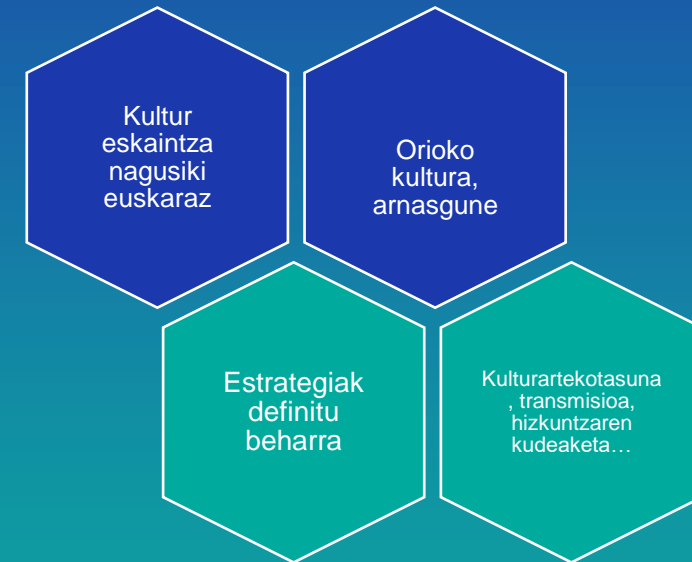 Kultur
eskaintza
nagusiki
euskaraz
Orioko
kultura,
arnasgune
Estrategiak
definitu
beharra
Kulturartekotasuna
, transmisioa,
hizkuntzaren
kudeaketa…